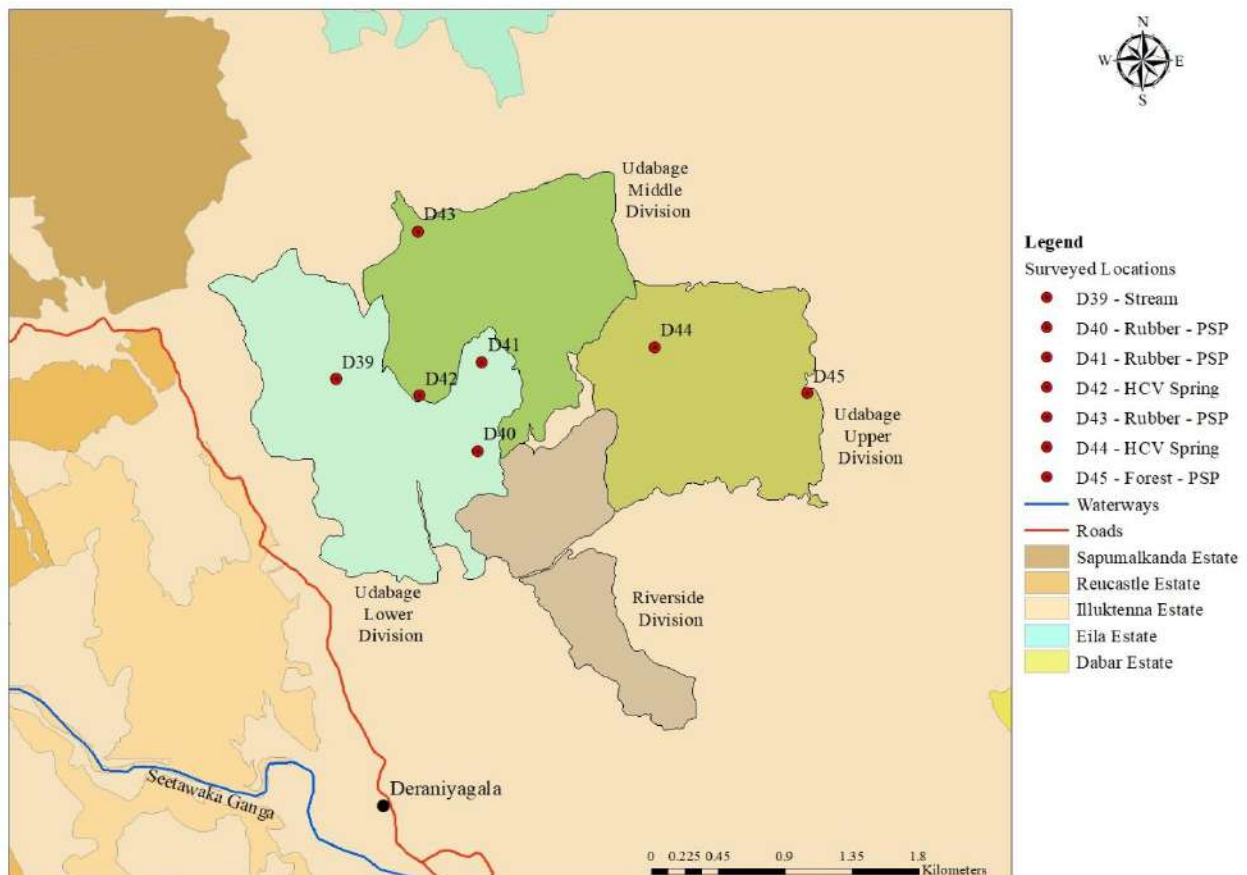 N
W E
S
Udabage
Middle
Division
D43
D44
D41
D39
D42
D45
D40
Udabage
Upper
Division
Udabage
Lower
Division
Riverside
Division
Seetawaka Ganga
Deraniyagala
0 0.225 0.45 0.9 1.35 1.8
Kilometers
Legend
Surveyed Locations
D39 - Stream
D40 - Rubber - PSP
D41 - Rubber - PSP
D42 - HCV Spring
D43 - Rubber - PSP
D44 - HCV Spring
D45 - Forest - PSP
Waterways
Roads
Sapumalkanda Estate
Reucastle Estate
Illuktenna Estate
Eila Estate
Dabar Estate